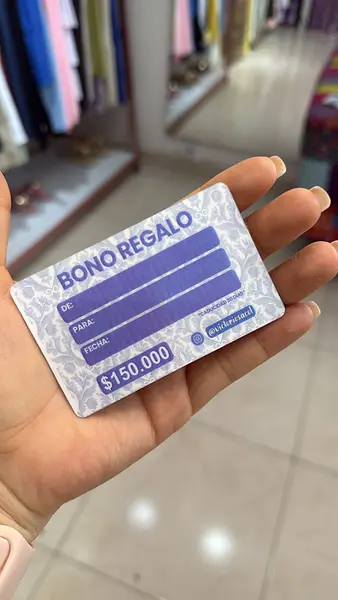 BONO REGALO
DE:
PARA:
FECHA:
$150.000